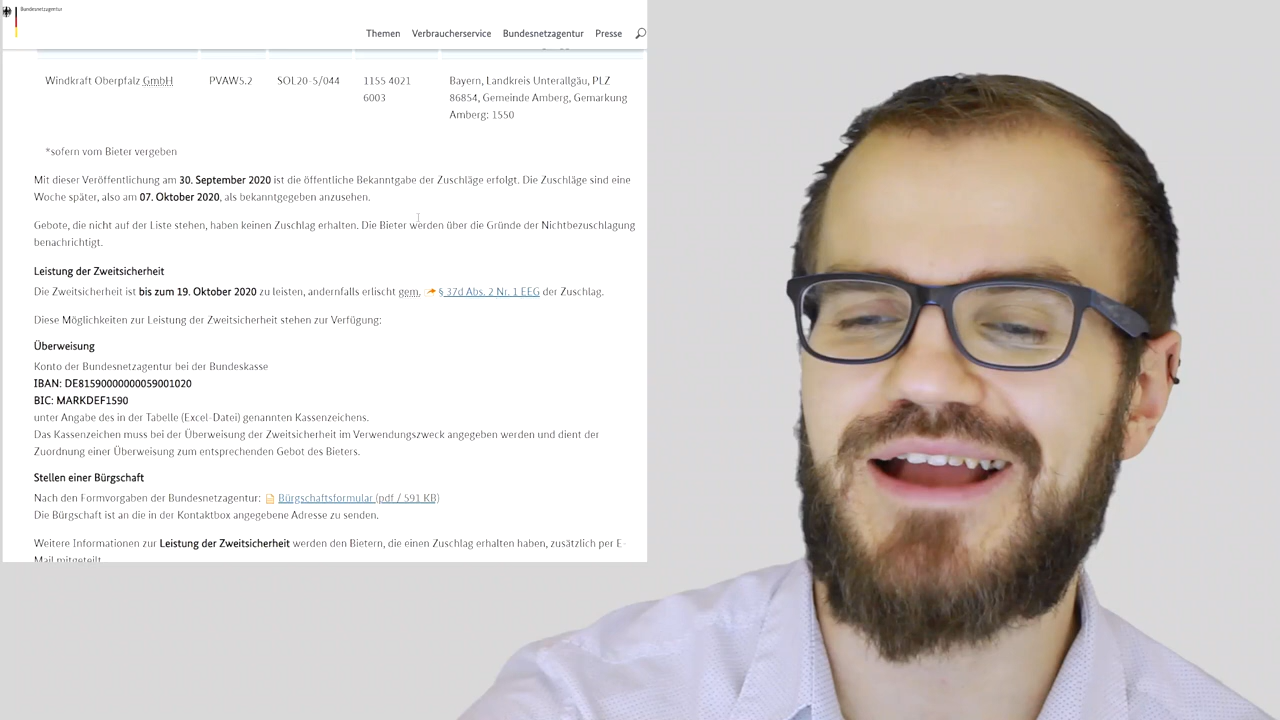 Bundesnetzagentur
Themen Verbraucherservice Bundesnetzagentur Presse
Windkraft Oberpfalz GmbH PVAW5.2 SOL20-5/044 1155 4021 6003 Bayern, Landkreis Unterallgäu, PLZ 86854, Gemeinde Amberg, Gemarkung Amberg: 1550
*sofern vom Bieter vergeben
Mit dieser Veröffentlichung am 30. September 2020 ist die öffentliche Bekanntgabe der Zuschläge erfolgt. Die Zuschläge sind eine
Woche später, also am 07. Oktober 2020, als bekanntgegeben anzusehen.
Gebote, die nicht auf der Liste stehen, haben keinen Zuschlag erhalten. Die Bieter werden über die Gründe der Nichtbezuschlagung
benachrichtigt.
Leistung der Zweitsicherheit
Die Zweitsicherheit ist bis zum 19. Oktober 2020 zu leisten, andernfalls erlischt gem. § 37d Abs. 2 Nr. 1 EEG der Zuschlag.
Diese Möglichkeiten zur Leistung der Zweitsicherheit stehen zur Verfügung:
Überweisung
Konto der Bundesnetzagentur bei der Bundeskasse
IBAN: DE81590000000059001020
BIC: MARKDEF1590
unter Angabe des in der Tabelle (Excel-Datei) genannten Kassenzeichens.
Das Kassenzeichen muss bei der Überweisung der Zweitsicherheit im Verwendungszweck angegeben werden und dient der
Zuordnung einer Überweisung zum entsprechenden Gebot des Bieters.
Stellen einer Bürgschaft
Nach den Formvorgaben der Bundesnetzagentur: Bürgschaftsformular (pdf / 591 KB)
Die Bürgschaft ist an die in der Kontaktbox angegebene Adresse zu senden.
Weitere Informationen zur Leistung der Zweitsicherheit werden den Bietern, die einen Zuschlag erhalten haben, zusätzlich per E-
Mail mitgeteilt